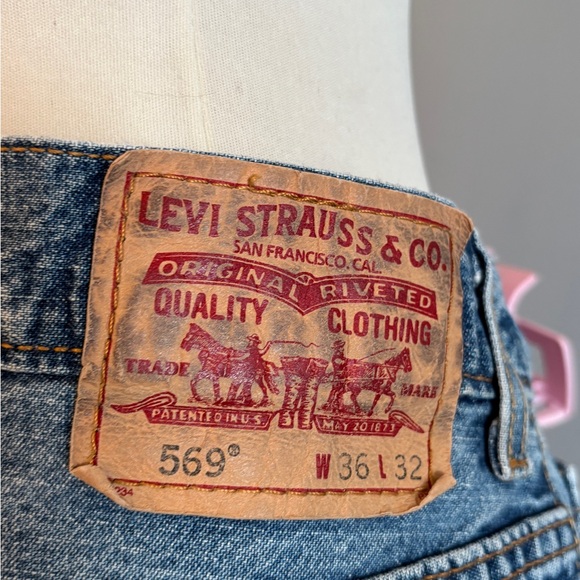 LEVI STRAUSS & CO.
SAN FRANCISCO, CAL.
ORIGINAL RIVETED
QUALITY CLOTHING
TRADE MARK
PATENTED IN U.S. MAY 20 1873
569® W 36 L 32
234